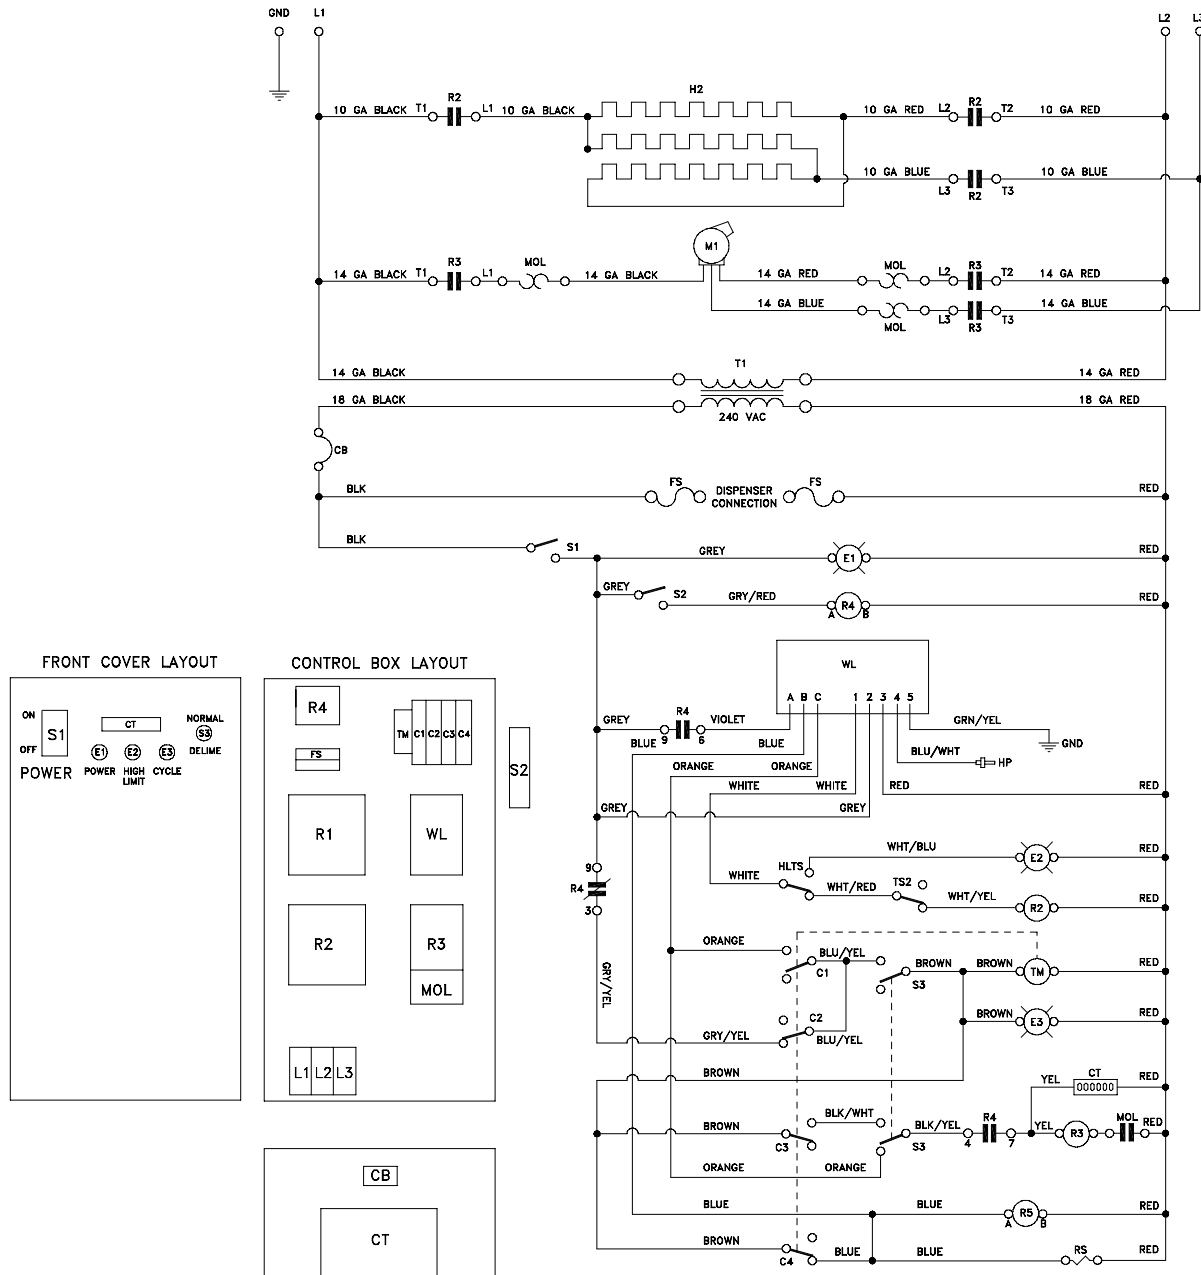 GND L1 L2 L3
R2 H2 R2
10 GA BLACK T1 L1 10 GA BLACK 10 GA RED L2 T2 10 GA RED
10 GA BLUE 10 GA BLUE
L3 R2 T3
M1
R3 MOL MOL R3
14 GA BLACK T1 L1 14 GA BLACK 14 GA RED L2 T2 14 GA RED
14 GA BLUE 14 GA BLUE
MOL L3 R3 T3
T1
14 GA BLACK 14 GA RED
18 GA BLACK 18 GA RED
240 VAC
CB
BLK FS DISPENSER CONNECTION FS RED
BLK S1 GREY E1 RED
GREY S2 GRY/RED R4 RED
A B
WL
A B C 1 2 3 4 5
GREY R4 VIOLET GRN/YEL
9 6
BLUE BLUE GND
BLU/WHT HP
ORANGE ORANGE
WHITE WHITE RED RED
GREY GREY
WHT/BLU E2 RED
HLTS
9 R4 3
WHITE WHT/RED TS2 WHT/YEL R2 RED
GRY/YEL
ORANGE BLU/YEL BROWN BROWN TM RED
C1 S3
C2 BROWN E3 RED
GRY/YEL BLU/YEL
BROWN YEL CT RED
000000
BLK/WHT
BROWN C3 S3 BLK/YEL R4 YEL R3 MOL RED
4 7
ORANGE ORANGE
BLUE BLUE R5 RED
A B
BROWN C4 BLUE BLUE RS RED
FRONT COVER LAYOUT
ON S1 OFF
POWER
CT
NORMAL
S3
DELIME
E1 E2 E3
POWER HIGH LIMIT CYCLE
CONTROL BOX LAYOUT
R4 TM C1 C2 C3 C4
FS S2
R1 WL
R2 R3
MOL
L1 L2 L3
CB
CT